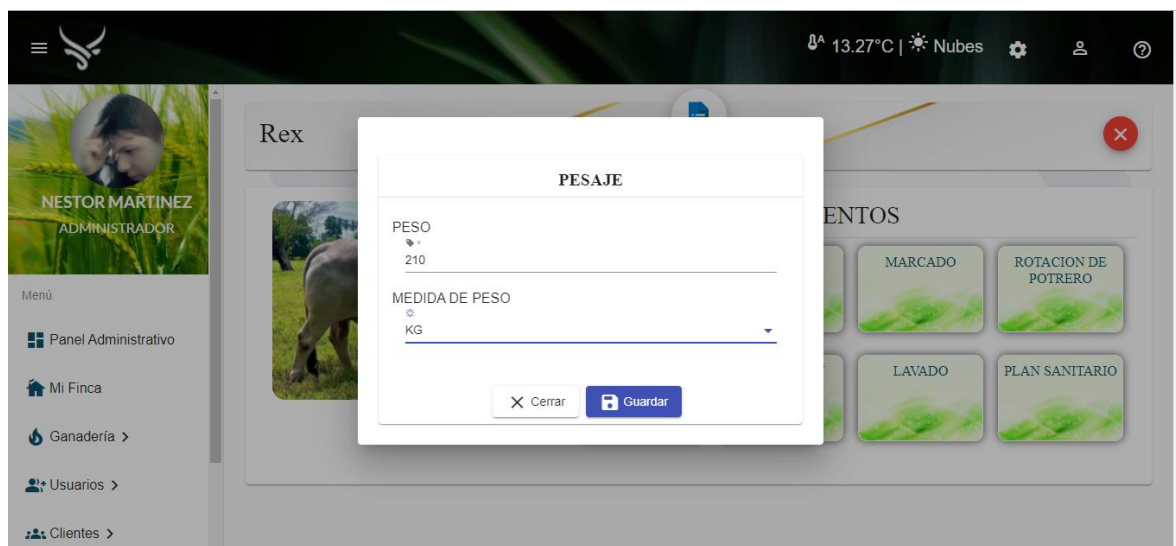 13.27°C | Nubes
NESTOR MARTINEZ
ADMINISTRADOR
Menú
Panel Administrativo
Mi Finca
Ganadería >
Usuarios >
Clientes >
Rex
PESAJE
PESO
210
MEDIDA DE PESO
KG
Cerrar
Guardar
ENTOS
MARCADO
ROTACION DE
POTRERO
LAVADO
PLAN SANITARIO